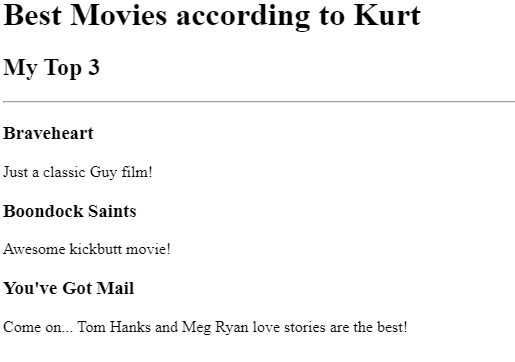 Best Movies according to Kurt
My Top 3
Braveheart
Just a classic Guy film!
Boondock Saints
Awesome kickbutt movie!
You've Got Mail
Come on... Tom Hanks and Meg Ryan love stories are the best!